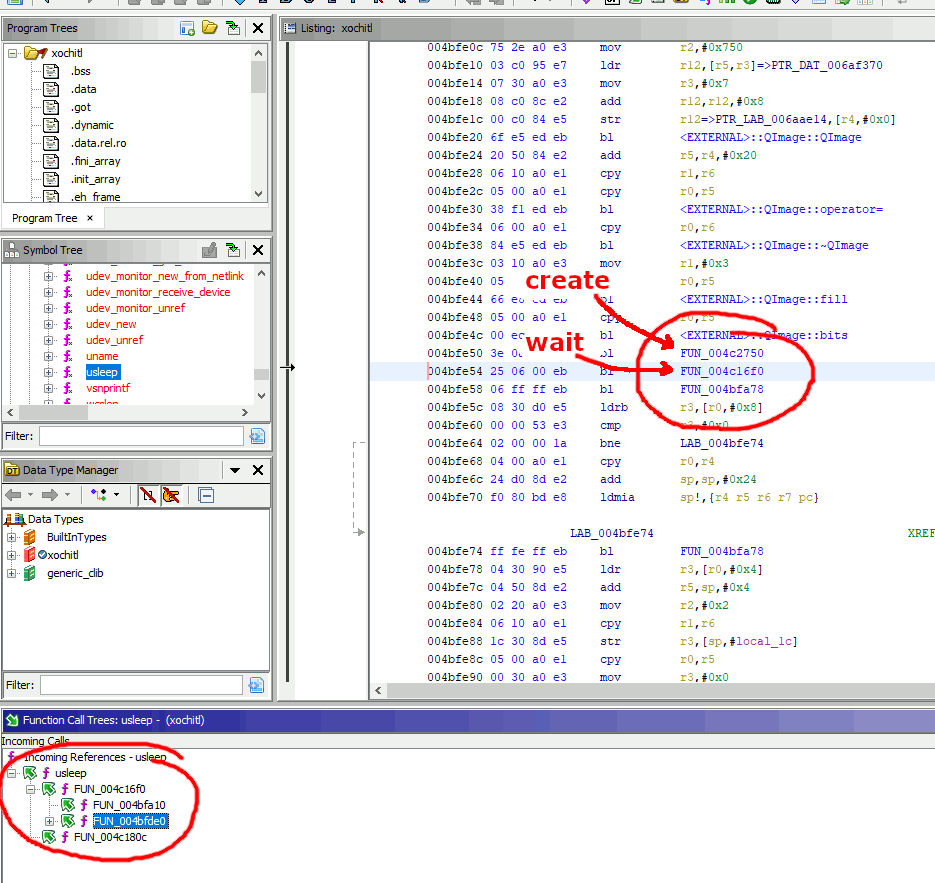 Program Trees
xochitl
.bss
.data
.got
.dynamic
.data.rel.ro
.fini_array
.init_array
.eh_frame
Program Tree ×
Symbol Tree
udev_monitor_new_from_netlink
udev_monitor_receive_device
udev_monitor_unref
udev_new
udev_unref
uname
usleep
vsnprintf
Filter:
Data Type Manager
Data Types
BuiltInTypes
xochitl
generic_clib
Filter:
Listing: xochitl
004bfe0c 75 2e a0 e3 mov r2,#0x750
004bfe10 03 c0 95 e7 ldr r12,[r5,r3]=>PTR_DAT_006af370
004bfe14 07 30 a0 e3 mov r3,#0x7
004bfe18 08 c0 8c e2 add r12,r12,#0x8
004bfe1c 00 c0 84 e5 str r12=>PTR_LAB_006aae14,[r4,#0x0]
004bfe20 6f e5 ed eb bl <EXTERNAL>::QImage::QImage
004bfe24 20 50 84 e2 add r5,r4,#0x20
004bfe28 06 10 a0 e1 cpy r1,r6
004bfe2c 05 00 a0 e1 cpy r0,r5
004bfe30 38 f1 ed eb bl <EXTERNAL>::QImage::operator=
004bfe34 06 00 a0 e1 cpy r0,r6
004bfe38 84 e5 ed eb bl <EXTERNAL>::QImage::~QImage
004bfe3c 03 10 a0 e3 mov r1,#0x3
create
004bfe40 05 r0,r5
004bfe44 66 eb bl <EXTERNAL>::QImage::fill
004bfe48 05 00 a0 e1 cpy r0,r5
004bfe4c 00 bl <EXTERNAL>::QImage::bits
wait
004bfe50 3e bl FUN_004c2750
004bfe54 25 06 00 eb bl FUN_004c16f0
004bfe58 06 ff ff eb bl FUN_004bfa78
004bfe5c 08 30 d0 e5 ldrb r3,[r0,#0x8]
004bfe60 00 00 53 e3 cmp r3,#0x0
004bfe64 02 00 00 1a bne LAB_004bfe74
004bfe68 04 00 a0 e1 cpy r0,r4
004bfe6c 24 d0 8d e2 add sp,sp,#0x24
004bfe70 f0 80 bd e8 ldmia sp!,{r4 r5 r6 r7 pc}
LAB_004bfe74 XREF
004bfe74 ff fe ff eb bl FUN_004bfa78
004bfe78 04 30 90 e5 ldr r3,[r0,#0x4]
004bfe7c 04 50 8d e2 add r5,sp,#0x4
004bfe80 02 20 a0 e3 mov r2,#0x2
004bfe84 06 10 a0 e1 cpy r1,r6
004bfe88 1c 30 8d e5 str r3,[sp,#local_1c]
004bfe8c 05 00 a0 e1 cpy r0,r5
004bfe90 00 30 a0 e3 mov r3,#0x0
Function Call Trees: usleep - (xochitl)
Incoming Calls
Incoming References - usleep
usleep
FUN_004c16f0
FUN_004bfa10
FUN_004bfde0
FUN_004c180c